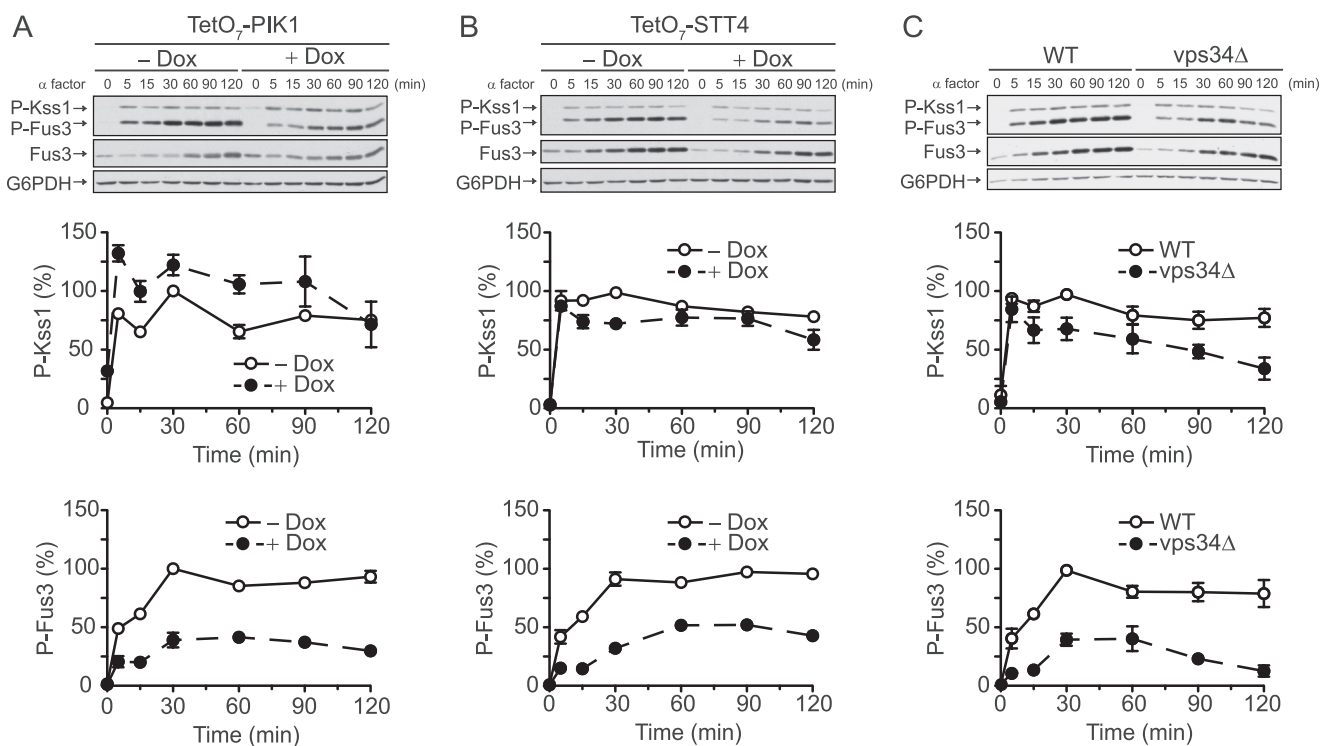 A
TetO7-PIK1
– Dox + Dox
α factor 0 5 15 30 60 90 120 0 5 15 30 60 90 120 (min)
P-Kss1→
P-Fus3→
Fus3→
G6PDH→
150
100
50
0
P-Kss1 (%)
– Dox
+ Dox
0 30 60 90 120
Time (min)
150
100
50
0
P-Fus3 (%)
– Dox
+ Dox
0 30 60 90 120
Time (min)
B
TetO7-STT4
– Dox + Dox
α factor 0 5 15 30 60 90 120 0 5 15 30 60 90 120 (min)
P-Kss1→
P-Fus3→
Fus3→
G6PDH→
150
100
50
0
P-Kss1 (%)
– Dox
+ Dox
0 30 60 90 120
Time (min)
150
100
50
0
P-Fus3 (%)
– Dox
+ Dox
0 30 60 90 120
Time (min)
C
WT vps34Δ
α factor 0 5 15 30 60 90 120 0 5 15 30 60 90 120 (min)
P-Kss1→
P-Fus3→
Fus3→
G6PDH→
150
100
50
0
P-Kss1 (%)
WT
vps34Δ
0 30 60 90 120
Time (min)
150
100
50
0
P-Fus3 (%)
WT
vps34Δ
0 30 60 90 120
Time (min)